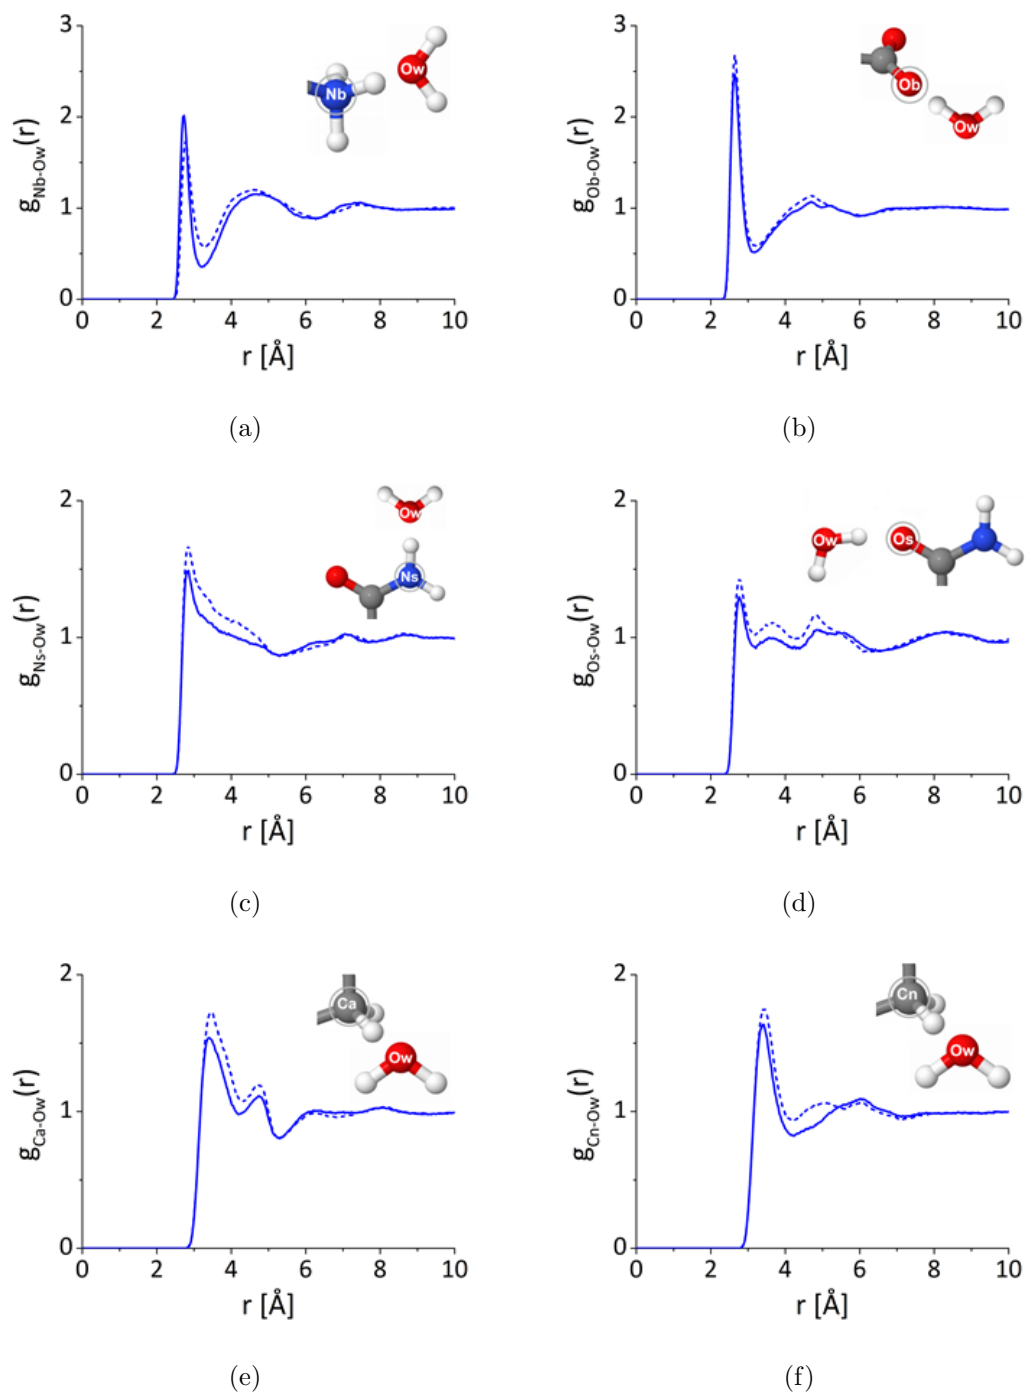 3
2
1
0
g_Nb-Ow(r)
Nb
Ow
0 2 4 6 8 10
r [Å]
(a)
3
2
1
0
g_Ob-Ow(r)
Ob
Ow
0 2 4 6 8 10
r [Å]
(b)
2
1
0
g_Ns-Ow(r)
Ow
Ns
0 2 4 6 8 10
r [Å]
(c)
2
1
0
g_Os-Ow(r)
Ow
Os
0 2 4 6 8 10
r [Å]
(d)
2
1
0
g_Ca-Ow(r)
Ca
Ow
0 2 4 6 8 10
r [Å]
(e)
2
1
0
g_Cn-Ow(r)
Cn
Ow
0 2 4 6 8 10
r [Å]
(f)